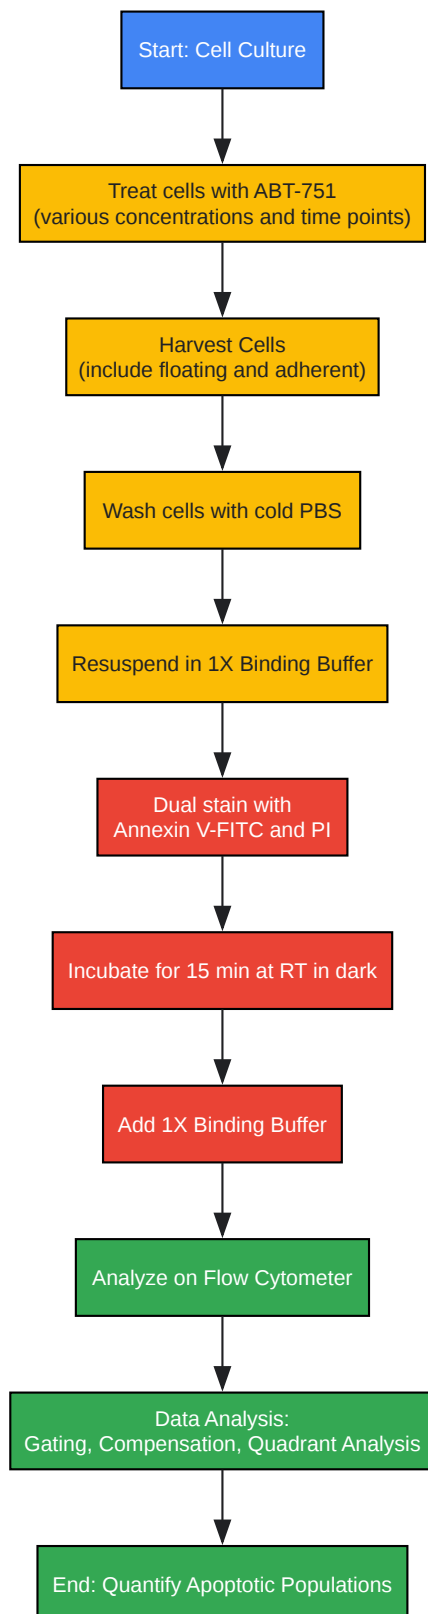 Start: Cell Culture
Treat cells with ABT-751
(various concentrations and time points)
Harvest Cells
(include floating and adherent)
Wash cells with cold PBS
Resuspend in 1X Binding Buffer
Dual stain with
Annexin V-FITC and PI
Incubate for 15 min at RT in dark
Add 1X Binding Buffer
Analyze on Flow Cytometer
Data Analysis:
Gating, Compensation, Quadrant Analysis
End: Quantify Apoptotic Populations